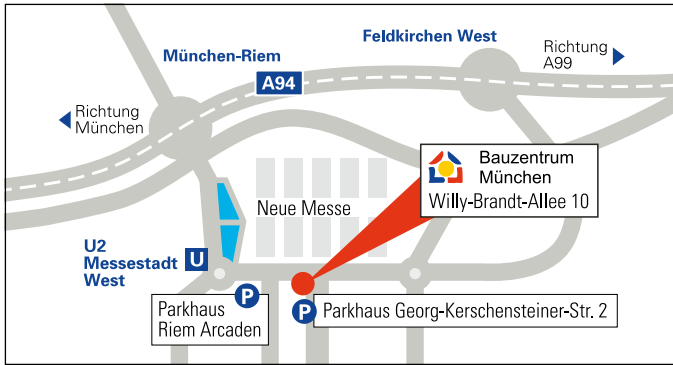 Feldkirchen West
München-Riem
Richtung
A99
A94
Richtung
München
Bauzentrum
München
Willy-Brandt-Allee 10
Neue Messe
U2
Messestadt
West
U
P
Parkhaus
Riem Arcaden
P
Parkhaus Georg-Kerschensteiner-Str. 2